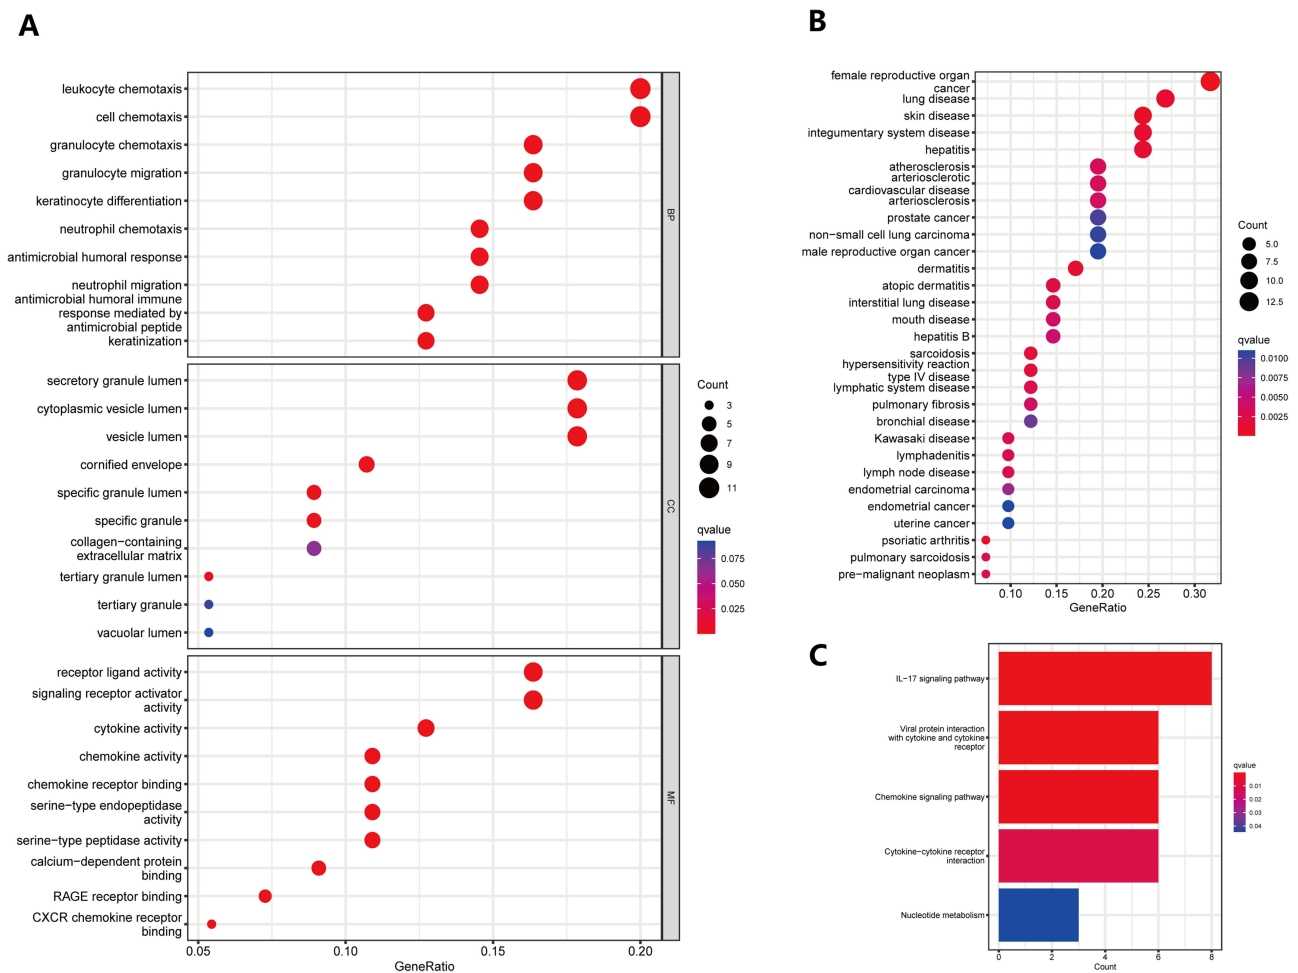 A
leukocyte chemotaxis
cell chemotaxis
granulocyte chemotaxis
granulocyte migration
keratinocyte differentiation
neutrophil chemotaxis
antimicrobial humoral response
neutrophil migration
antimicrobial humoral immune
response mediated by
antimicrobial peptide
keratinization
BP
secretory granule lumen
cytoplasmic vesicle lumen
vesicle lumen
cornified envelope
specific granule lumen
specific granule
collagen−containing
extracellular matrix
tertiary granule lumen
tertiary granule
vacuolar lumen
CC
receptor ligand activity
signaling receptor activator
activity
cytokine activity
chemokine activity
chemokine receptor binding
serine−type endopeptidase
activity
serine−type peptidase activity
calcium−dependent protein
binding
RAGE receptor binding
CXCR chemokine receptor
binding
MF
0.05
0.10
0.15
0.20
GeneRatio
Count
3
5
7
9
11
qvalue
0.075
0.050
0.025
B
female reproductive organ
cancer
lung disease
skin disease
integumentary system disease
hepatitis
atherosclerosis
arteriosclerotic
cardiovascular disease
arteriosclerosis
prostate cancer
non−small cell lung carcinoma
male reproductive organ cancer
dermatitis
atopic dermatitis
interstitial lung disease
mouth disease
hepatitis B
sarcoidosis
hypersensitivity reaction
type IV disease
lymphatic system disease
pulmonary fibrosis
bronchial disease
Kawasaki disease
lymphadenitis
lymph node disease
endometrial carcinoma
endometrial cancer
uterine cancer
psoriatic arthritis
pulmonary sarcoidosis
pre−malignant neoplasm
0.10
0.15
0.20
0.25
0.30
GeneRatio
Count
5.0
7.5
10.0
12.5
qvalue
0.0100
0.0075
0.0050
0.0025
C
IL−17 signaling pathway
Viral protein interaction
with cytokine and cytokine
receptor
Chemokine signaling pathway
Cytokine−cytokine receptor
interaction
Nucleotide metabolism
0
2
4
6
8
Count
qvalue
0.01
0.02
0.03
0.04